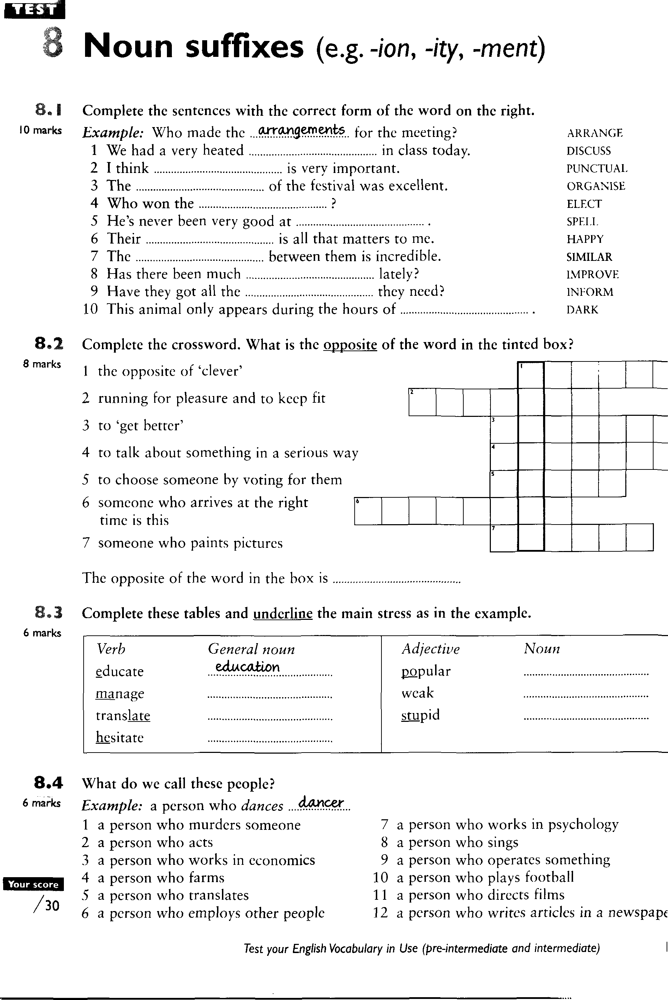 TEST
8 Noun suffixes (e.g. -ion, -ity, -ment)
8.1 Complete the sentences with the correct form of the word on the right.
10 marks Example: Who made the ...arrangements... for the meeting? ARRANGE
1 We had a very heated .......... in class today. DISCUSS
2 I think .......... is very important. PUNCTUAL
3 The .......... of the festival was excellent. ORGANISE
4 Who won the .......... ? ELECT
5 He's never been very good at .......... . SPELL
6 Their .......... is all that matters to me. HAPPY
7 The .......... between them is incredible. SIMILAR
8 Has there been much .......... lately? IMPROVE
9 Have they got all the .......... they need? INFORM
10 This animal only appears during the hours of .......... . DARK
8.2 Complete the crossword. What is the opposite of the word in the tinted box?
8 marks 1 the opposite of 'clever' 1
2 running for pleasure and to keep fit 2
3 to 'get better' 3
4 to talk about something in a serious way 4
5 to choose someone by voting for them 5
6 someone who arrives at the right 6
time is this
7 someone who paints pictures 7
The opposite of the word in the box is ..........
8.3 Complete these tables and underline the main stress as in the example.
6 marks
Verb General noun Adjective Noun
educate education popular ..........
manage .......... weak ..........
translate .......... stupid ..........
hesitate ..........
8.4 What do we call these people?
6 marks Example: a person who dances ...dancer...
1 a person who murders someone 7 a person who works in psychology
2 a person who acts 8 a person who sings
3 a person who works in economics 9 a person who operates something
4 a person who farms 10 a person who plays football
Your score
5 a person who translates 11 a person who directs films
/30
6 a person who employs other people 12 a person who writes articles in a newspape
Test your English Vocabulary in Use (pre-intermediate and intermediate)